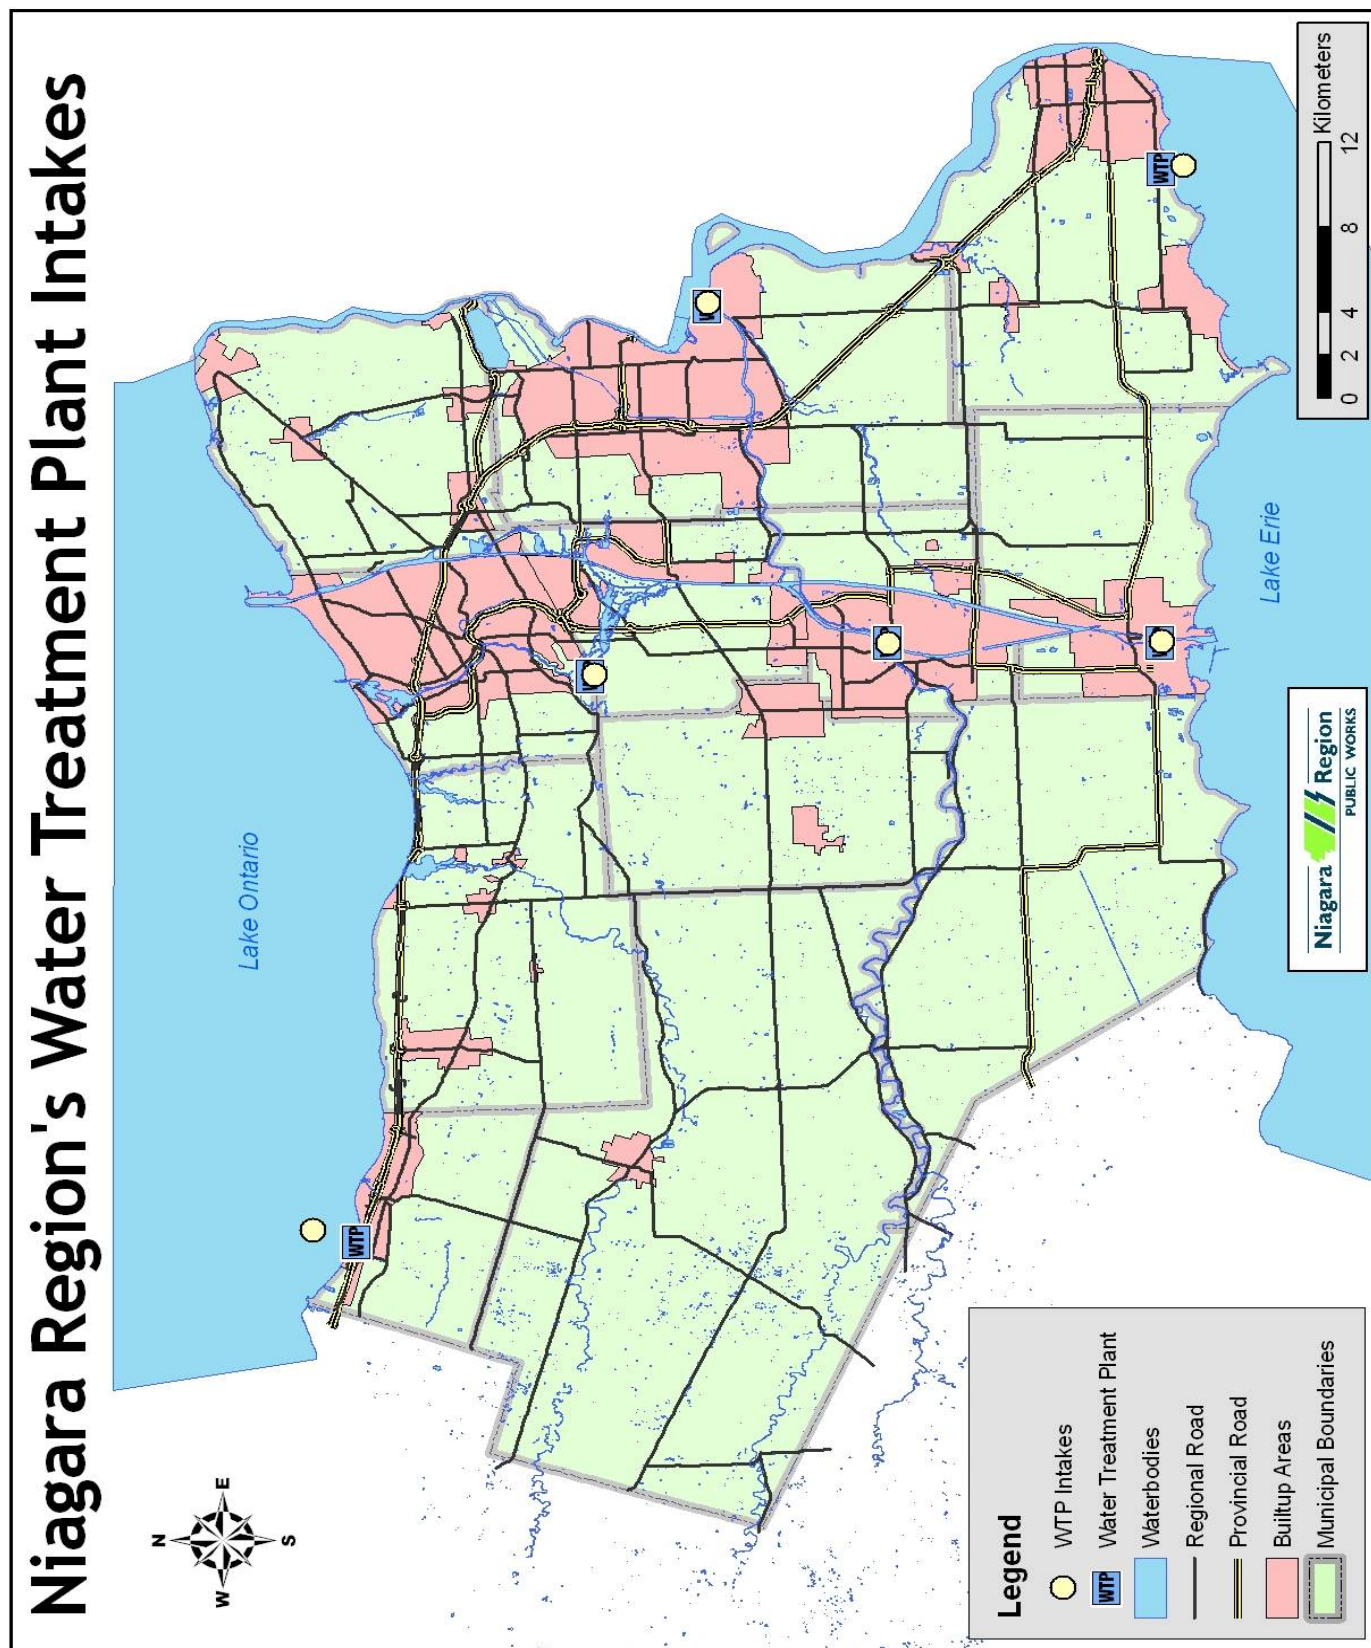 Niagara Region's Water Treatment Plant Intakes
N
W
E
S
Lake Ontario
WTP
WTP
Lake Erie
Legend
WTP Intakes
WTP Water Treatment Plant
Waterbodies
Regional Road
Provincial Road
Builtup Areas
Municipal Boundaries
Niagara Region
PUBLIC WORKS
Kilometers
0 2 4 8 12